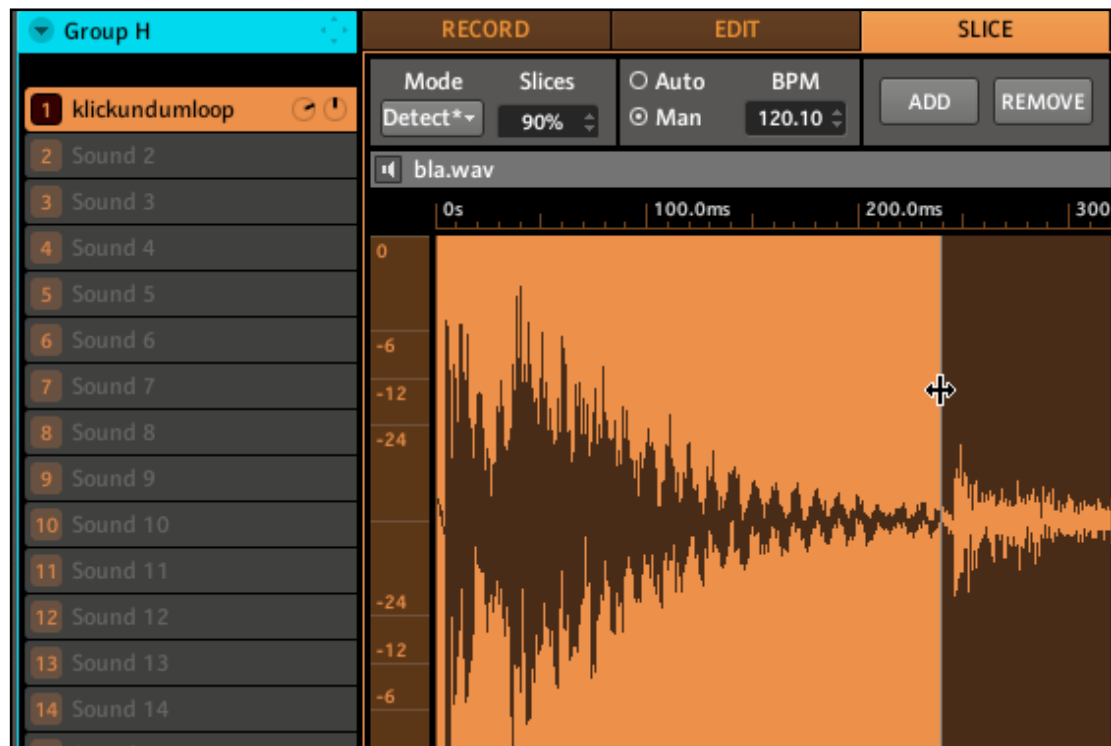 Group H
RECORD EDIT SLICE
Mode Slices Auto BPM
Detect* 90% Man 120.10 ADD REMOVE
bla.wav
0s 100.0ms 200.0ms 300
1 klickundumloop
2 Sound 2
3 Sound 3
4 Sound 4
5 Sound 5
6 Sound 6
7 Sound 7
8 Sound 8
9 Sound 9
10 Sound 10
11 Sound 11
12 Sound 12
13 Sound 13
14 Sound 14
0
-6
-12
-24
-24
-12
-6